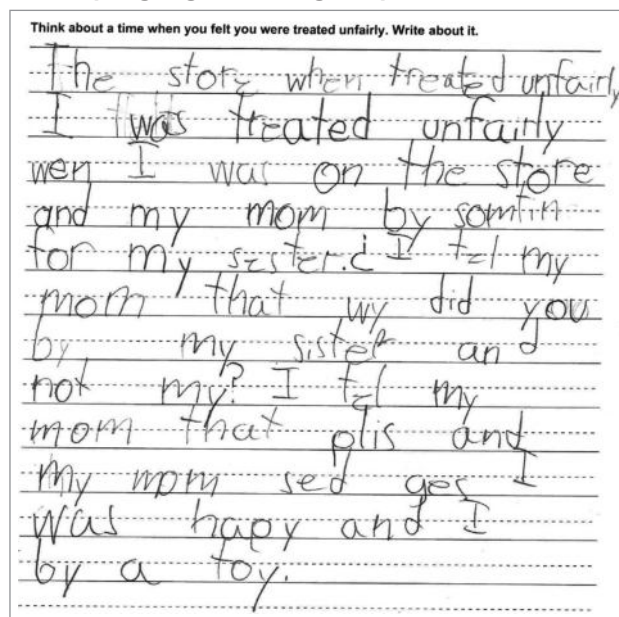 Think about a time when you felt you were treated unfairly. Write about it.
The story when treated unfairly
I was treated unfairly
wen I was on the store
and my mom by somtin
for my sester.¿ I tel my
mom that wy did you
by my sister and
not my? I tel my
mom that plis and
my mom sed yes I
was hapy and I
by a toy.